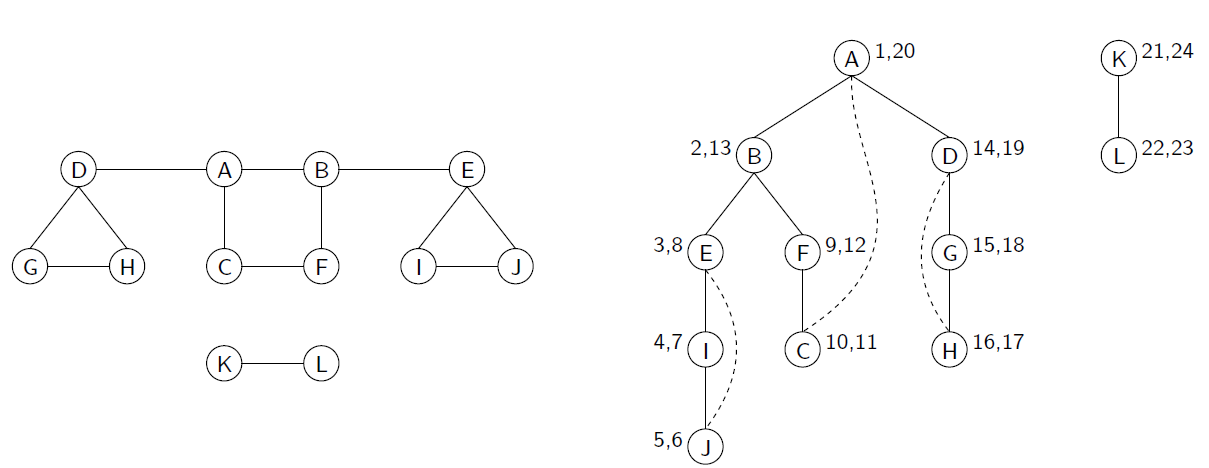 D A B E
G H C F I J
K L
A 1,20
K 21,24
2,13 B
D 14,19
L 22,23
3,8 E
F 9,12
G 15,18
4,7 I
C 10,11
H 16,17
5,6 J